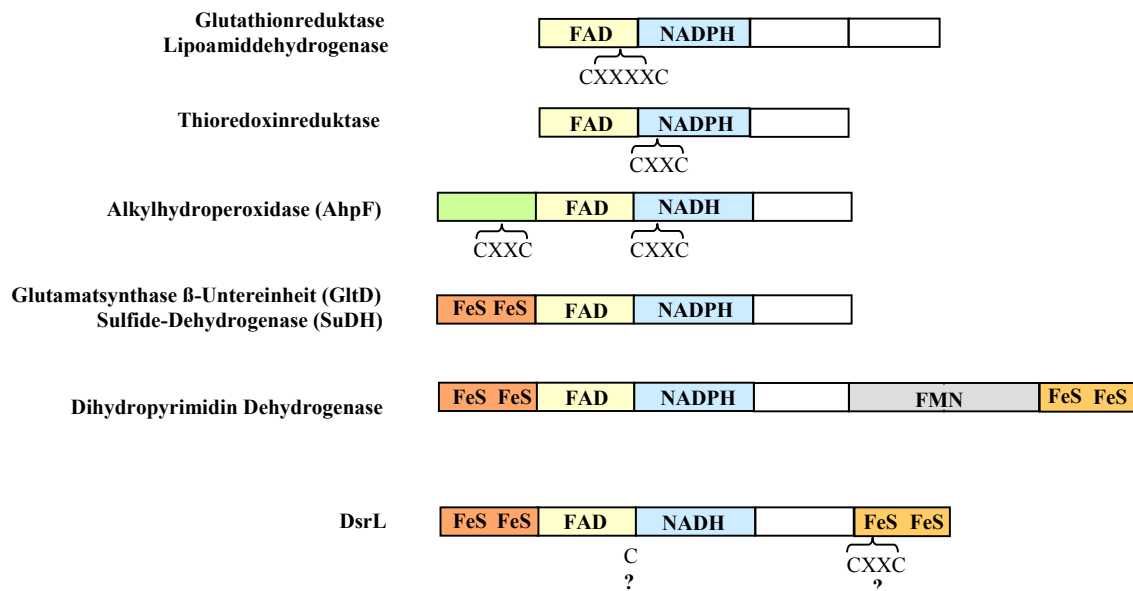 Glutathionreduktase
Lipoamiddehydrogenase
FAD NADPH
CXXXXC
Thioredoxinreduktase
FAD NADPH
CXXC
Alkylhydroperoxidase (AhpF)
FAD NADH
CXXC CXXC
Glutamatsynthase ß-Untereinheit (GltD)
Sulfide-Dehydrogenase (SuDH)
FeS FeS FAD NADPH
Dihydropyrimidin Dehydrogenase
FeS FeS FAD NADPH FMN FeS FeS
DsrL
FeS FeS FAD NADH FeS FeS
C CXXC
? ?